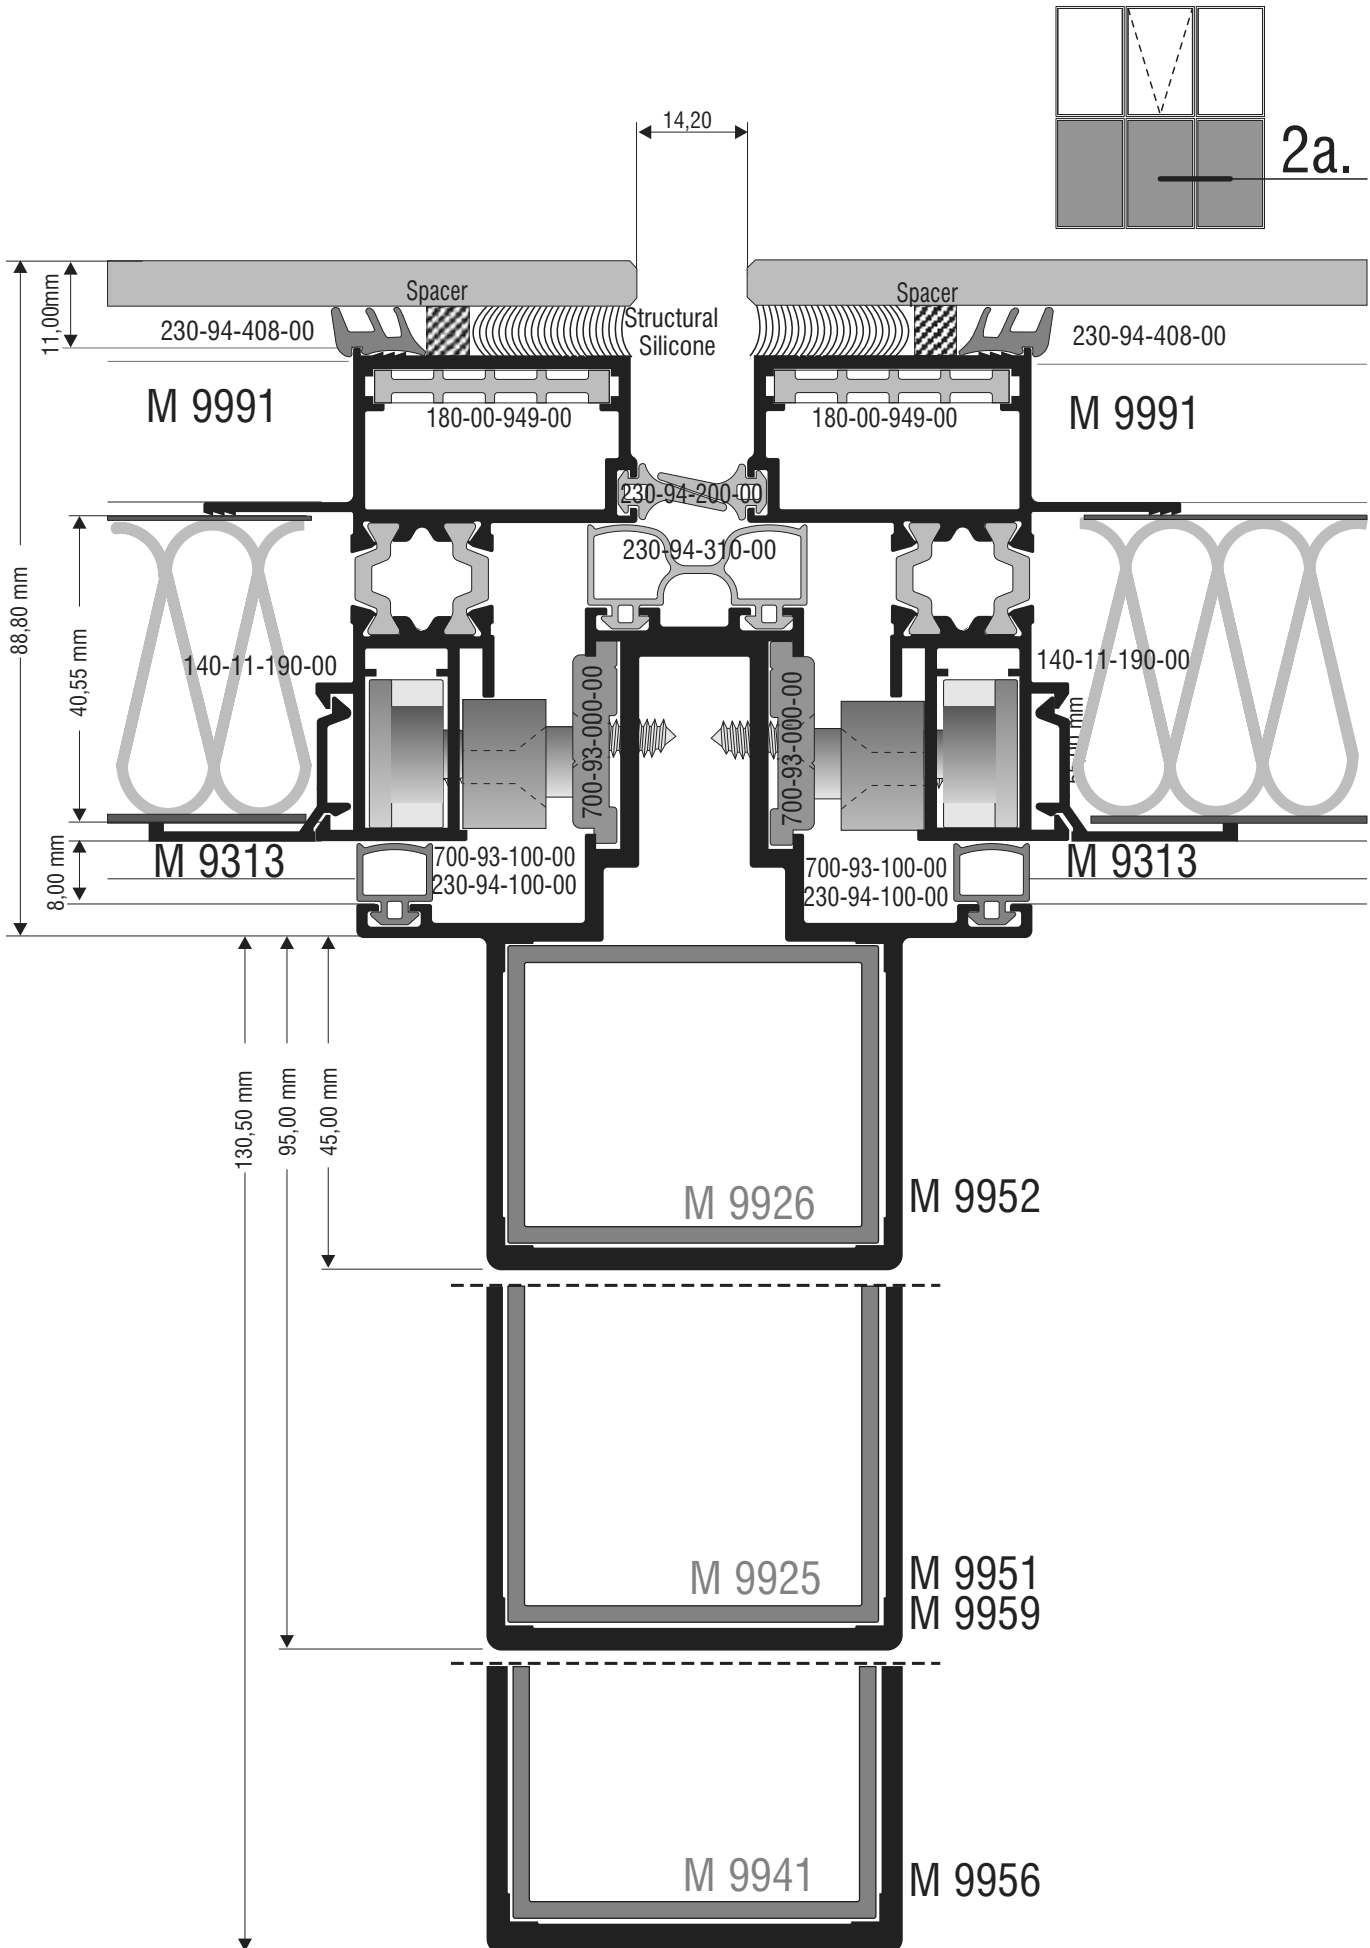 14,20
2a.
11,00mm
Spacer
Spacer
230-94-408-00
Structural
Silicone
230-94-408-00
M 9991
180-00-949-00
180-00-949-00
M 9991
230-94-200-00
230-94-310-00
88,80 mm
40,55 mm
140-11-190-00
140-11-190-00
700-93-000-00
700-93-000-00
8,00 mm
M 9313
700-93-100-00
230-94-100-00
700-93-100-00
230-94-100-00
M 9313
130,50 mm
95,00 mm
45,00 mm
M 9926
M 9952
M 9925
M 9951
M 9959
M 9941
M 9956